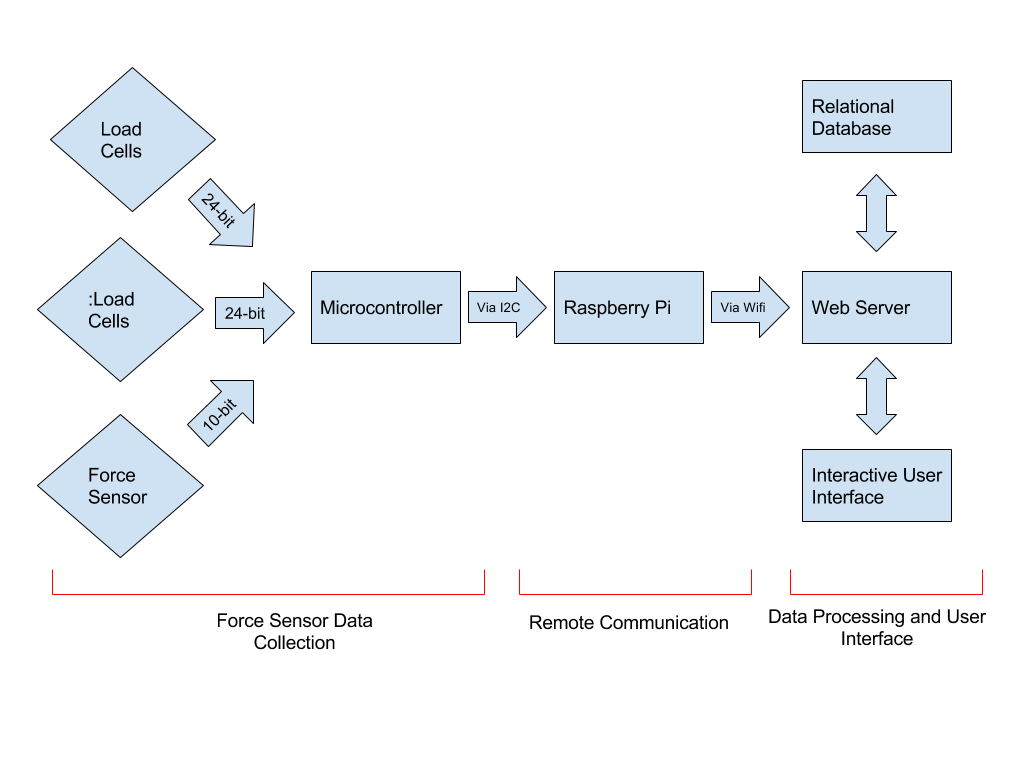 Load
Cells
24-bit
:Load
Cells
24-bit
Force
Sensor
10-bit
Microcontroller
Via I2C
Raspberry Pi
Via Wifi
Web Server
Relational
Database
Interactive User
Interface
Force Sensor Data
Collection
Remote Communication
Data Processing and User
Interface